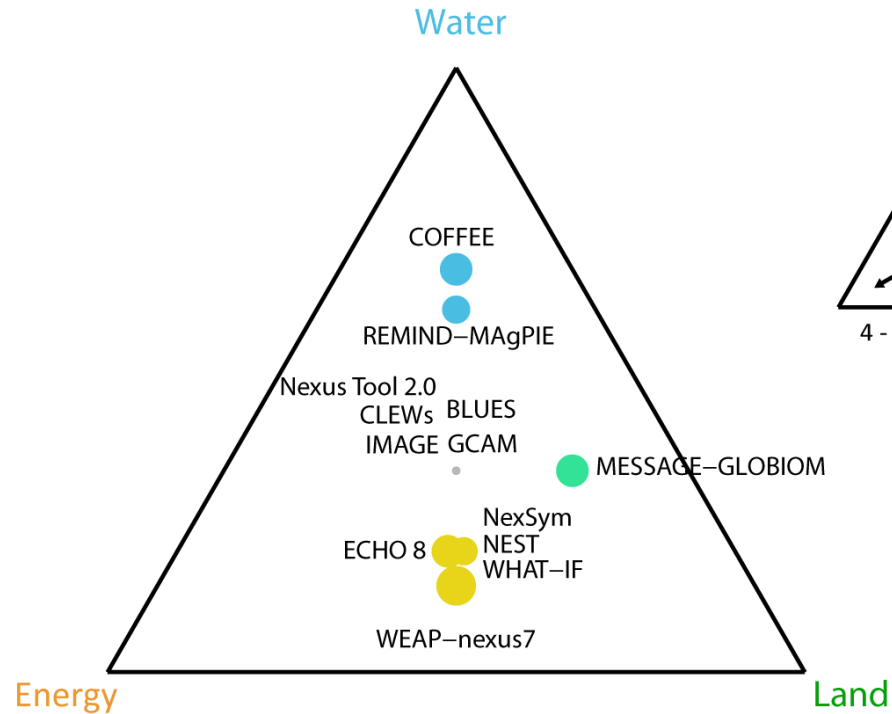 Water
COFFEE
REMIND–MAgPIE
Nexus Tool 2.0
CLEWs BLUES
IMAGE GCAM
MESSAGE–GLOBIOM
NexSym
ECHO 8 NEST
WHAT–IF
WEAP–nexus7
Energy
Land
4 -